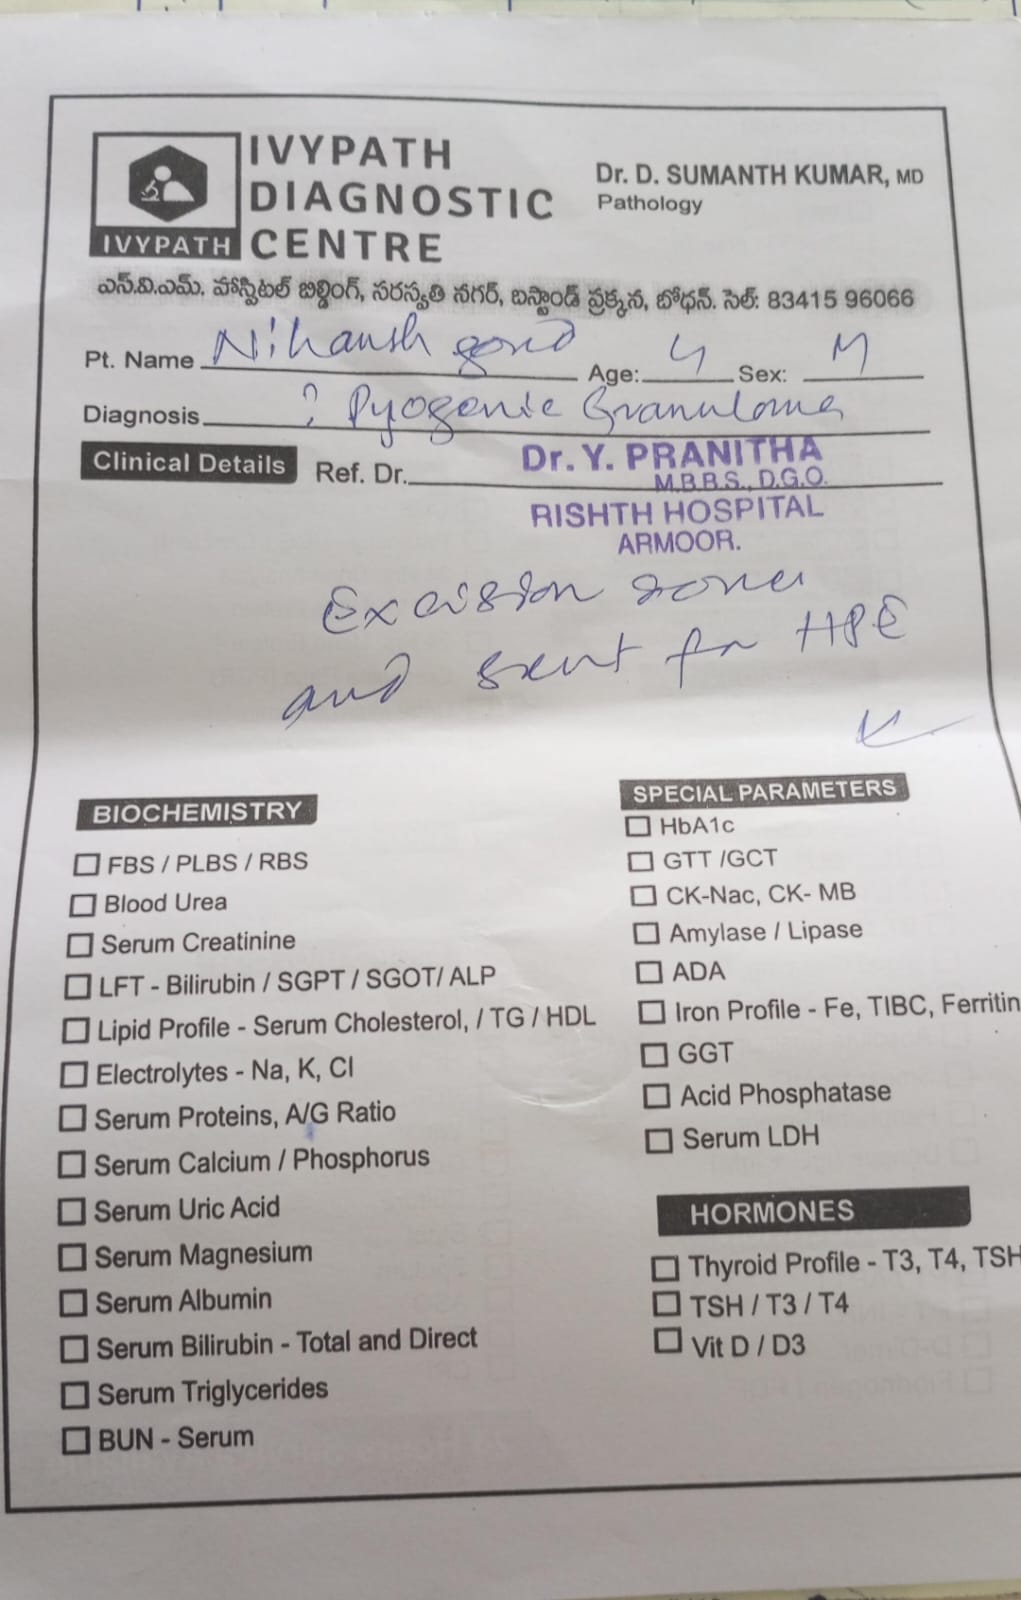 IVYPATH
DIAGNOSTIC
CENTRE
IVYPATH
Dr. D. SUMANTH KUMAR, MD
Pathology
ఎస్.వి.ఎమ్. హాస్పిటల్ బిల్డింగ్, సరస్వతి నగర్, బస్టాండ్ ప్రక్కన, బోధన్. సెల్: 83415 96066
Pt. Name Nihansh goud Age: 4 Sex: M
Diagnosis ? Pyogenic Granuloma
Clinical Details Ref. Dr. Dr. Y. PRANITHA
M.B.B.S., D.G.O.
RISHTH HOSPITAL
ARMOOR.
Excision
and sent for HPE
BIOCHEMISTRY
FBS / PLBS / RBS
Blood Urea
Serum Creatinine
LFT - Bilirubin / SGPT / SGOT/ ALP
Lipid Profile - Serum Cholesterol, / TG / HDL
Electrolytes - Na, K, Cl
Serum Proteins, A/G Ratio
Serum Calcium / Phosphorus
Serum Uric Acid
Serum Magnesium
Serum Albumin
Serum Bilirubin - Total and Direct
Serum Triglycerides
BUN - Serum
SPECIAL PARAMETERS
HbA1c
GTT /GCT
CK-Nac, CK- MB
Amylase / Lipase
ADA
Iron Profile - Fe, TIBC, Ferritin
GGT
Acid Phosphatase
Serum LDH
HORMONES
Thyroid Profile - T3, T4, TSH
TSH / T3 / T4
Vit D / D3